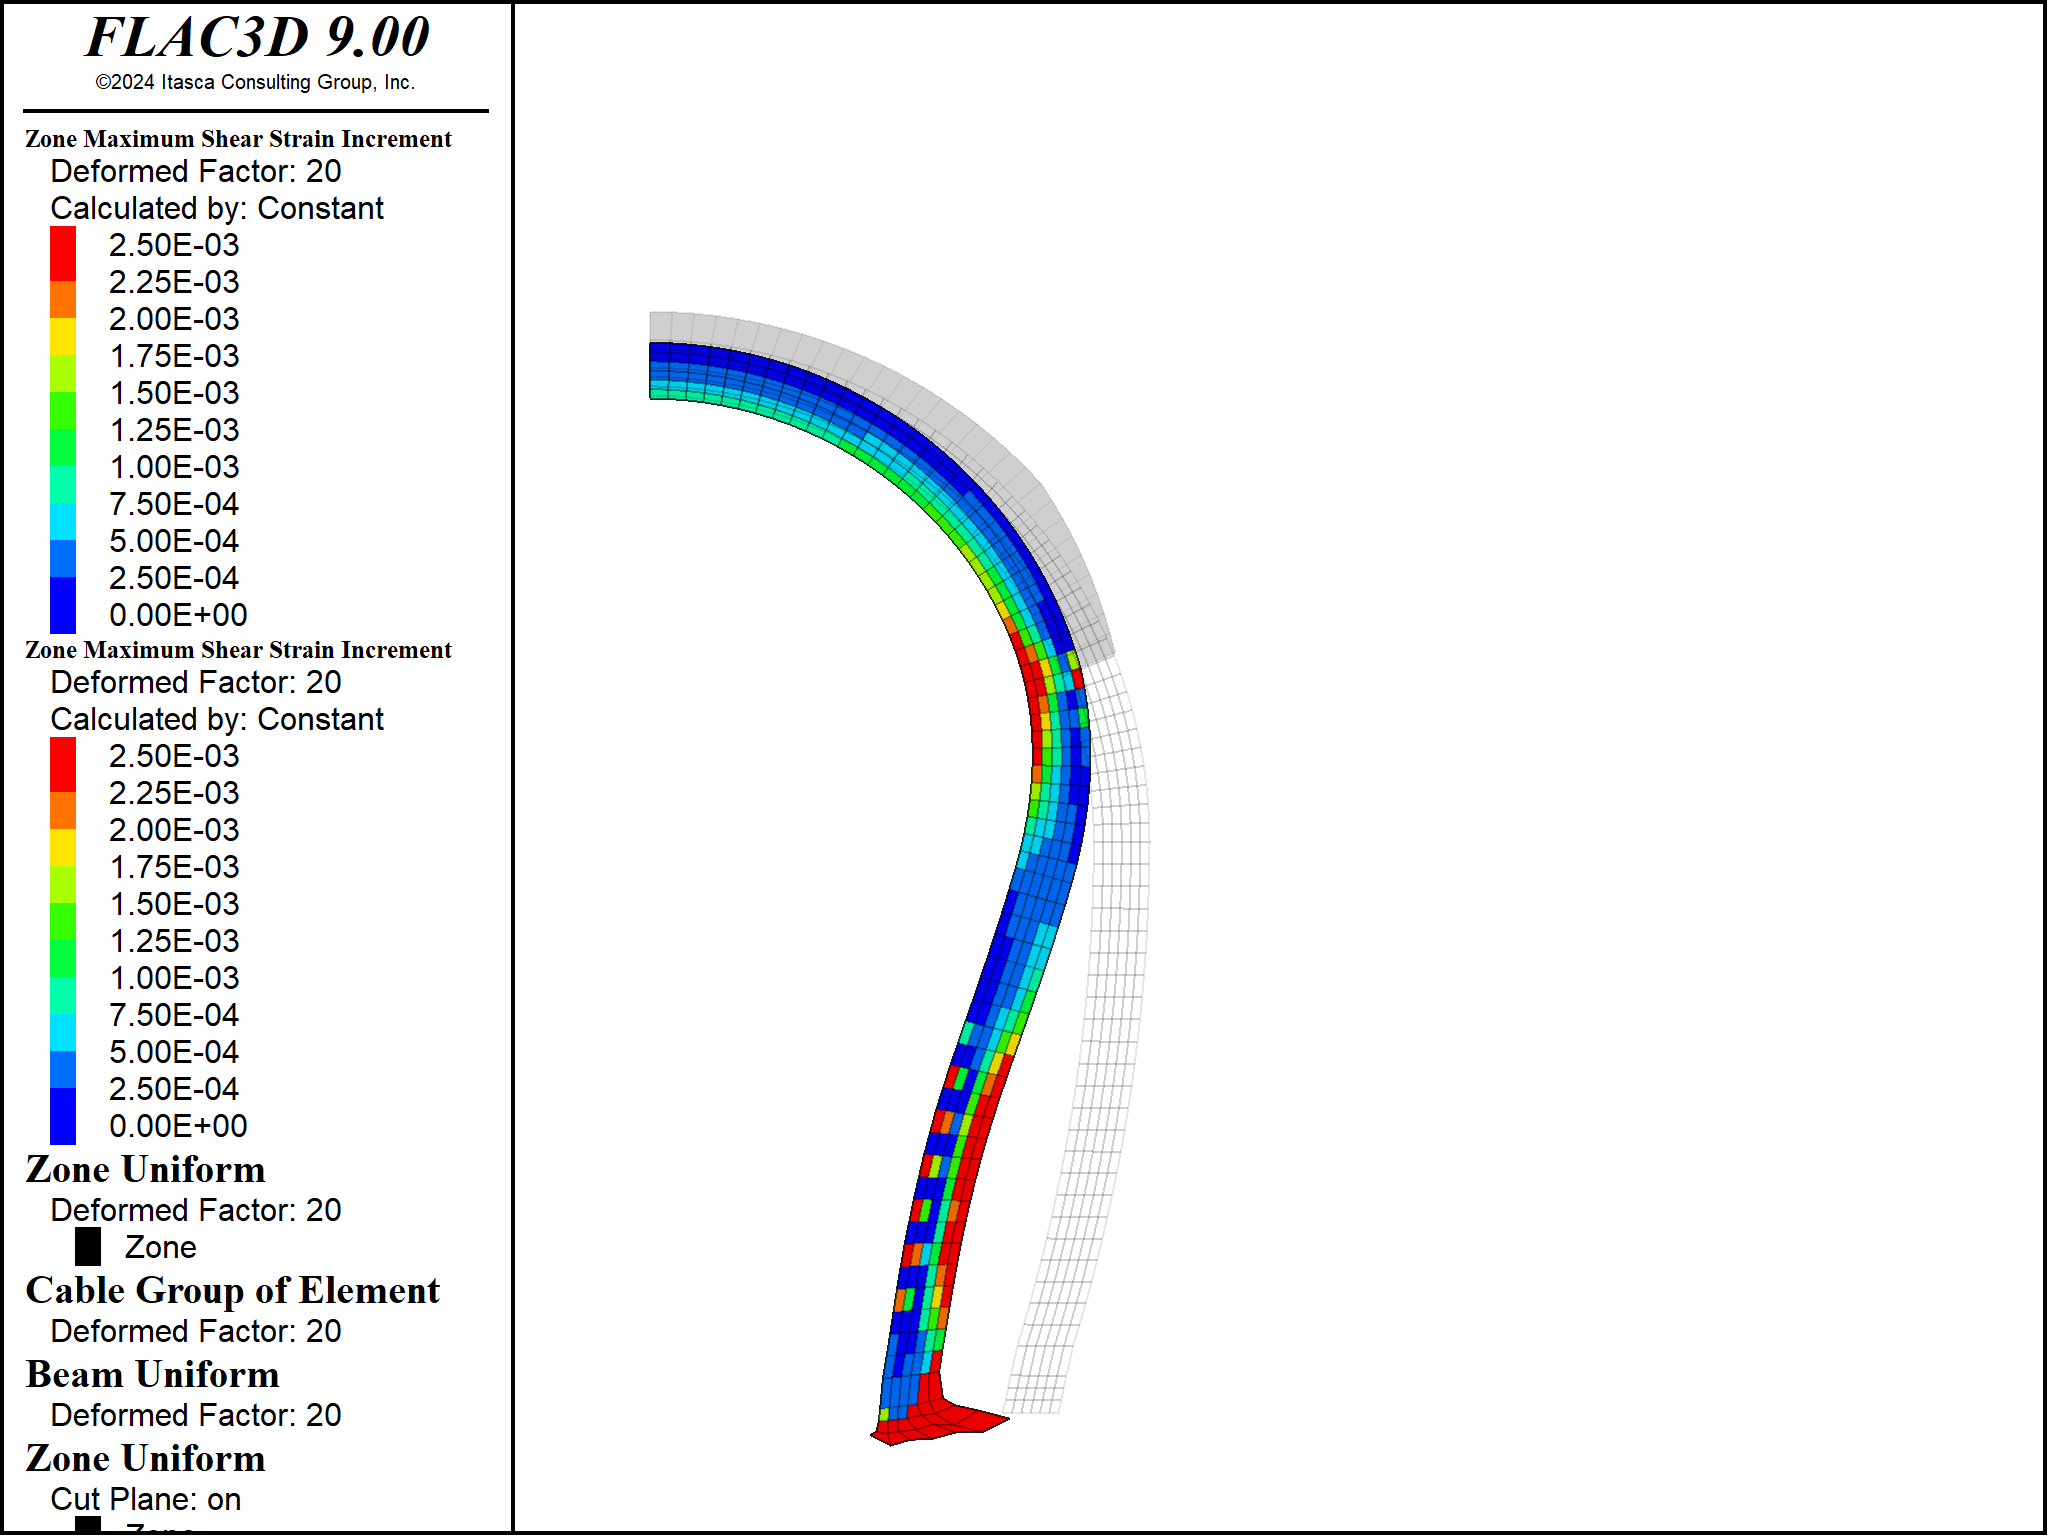 FLAC3D 9.00
©2024 Itasca Consulting Group, Inc.
Zone Maximum Shear Strain Increment
Deformed Factor: 20
Calculated by: Constant
2.50E-03
2.25E-03
2.00E-03
1.75E-03
1.50E-03
1.25E-03
1.00E-03
7.50E-04
5.00E-04
2.50E-04
0.00E+00
Zone Maximum Shear Strain Increment
Deformed Factor: 20
Calculated by: Constant
2.50E-03
2.25E-03
2.00E-03
1.75E-03
1.50E-03
1.25E-03
1.00E-03
7.50E-04
5.00E-04
2.50E-04
0.00E+00
Zone Uniform
Deformed Factor: 20
Zone
Cable Group of Element
Deformed Factor: 20
Beam Uniform
Deformed Factor: 20
Zone Uniform
Cut Plane: on